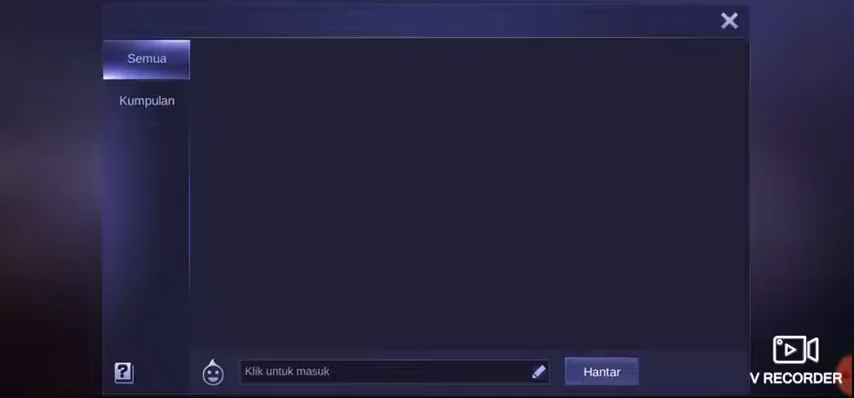 Semua
Kumpulan
?
Klik untuk masuk
Hantar
V RECORDER